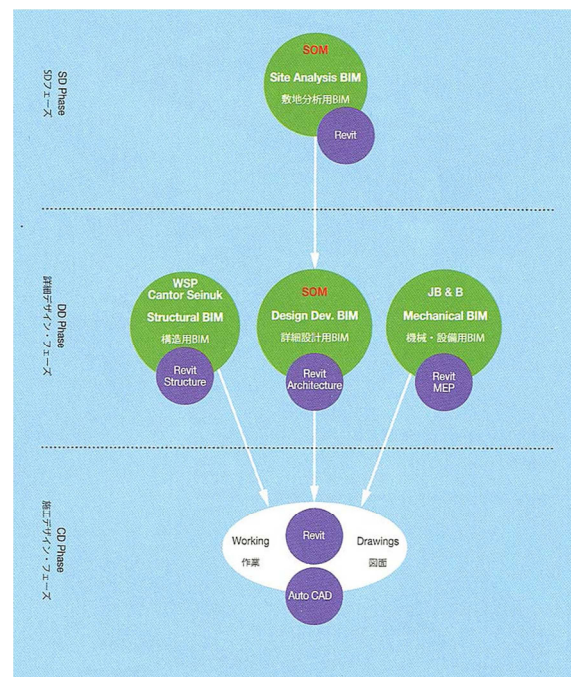 SD Phase
SDフェーズ
SOM
Site Analysis BIM
敷地分析用BIM
Revit
DD Phase
詳細デザイン・フェーズ
WSP
Cantor Seinuk
Structural BIM
構造用BIM
Revit
Structure
SOM
Design Dev. BIM
詳細設計用BIM
Revit
Architecture
JB & B
Mechanical BIM
機械・設備用BIM
Revit
MEP
CD Phase
施工デザイン・フェーズ
Working
作業
Revit
Drawings
図面
Auto CAD